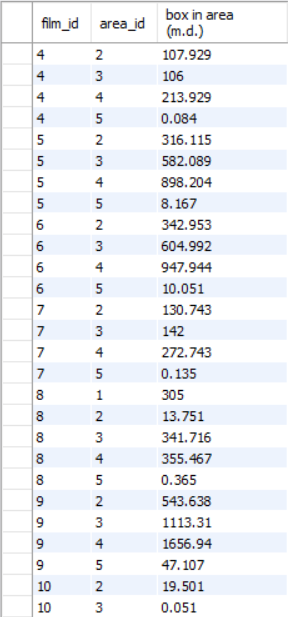 film_id area_id box in area
(m.d.)
4 2 107.929
4 3 106
4 4 213.929
4 5 0.084
5 2 316.115
5 3 582.089
5 4 898.204
5 5 8.167
6 2 342.953
6 3 604.992
6 4 947.944
6 5 10.051
7 2 130.743
7 3 142
7 4 272.743
7 5 0.135
8 1 305
8 2 13.751
8 3 341.716
8 4 355.467
8 5 0.365
9 2 543.638
9 3 1113.31
9 4 1656.94
9 5 47.107
10 2 19.501
10 3 0.051